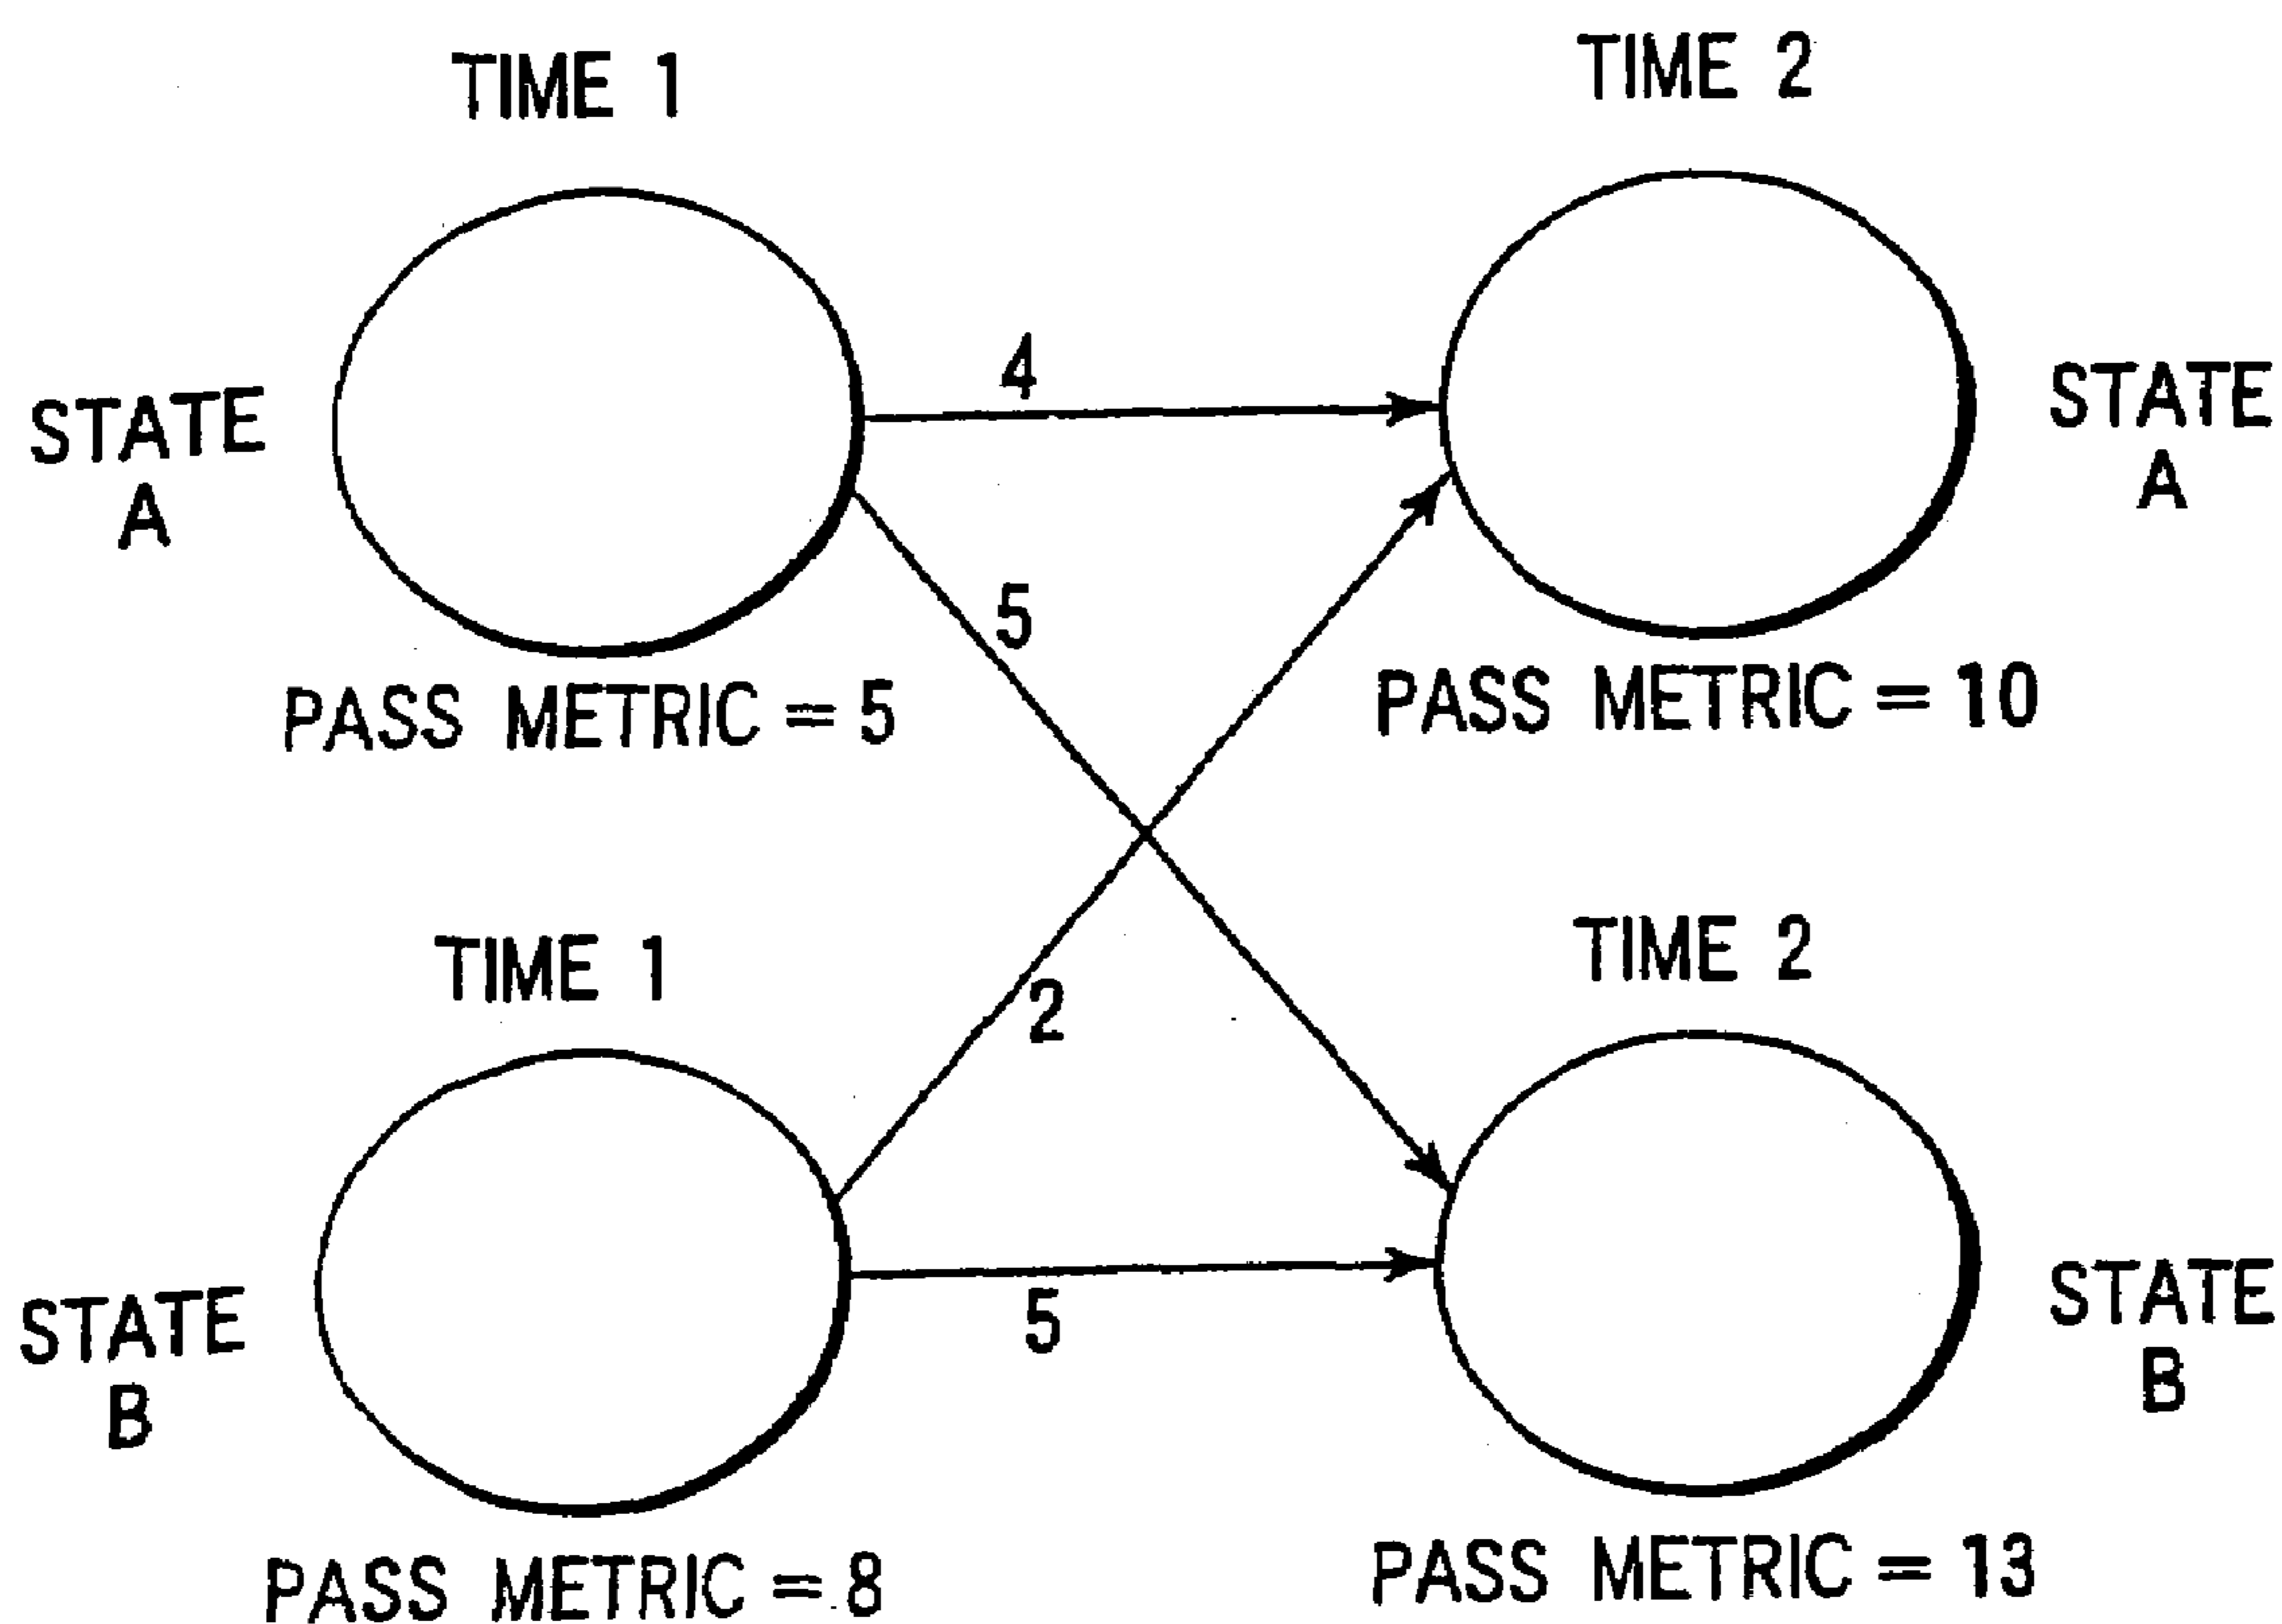 TIME 1
TIME 2
STATE
A
4
STATE
A
5
PASS METRIC = 5
PASS METRIC = 10
TIME 1
TIME 2
2
STATE
B
5
STATE
B
PASS METRIC = 8
PASS METRIC = 13